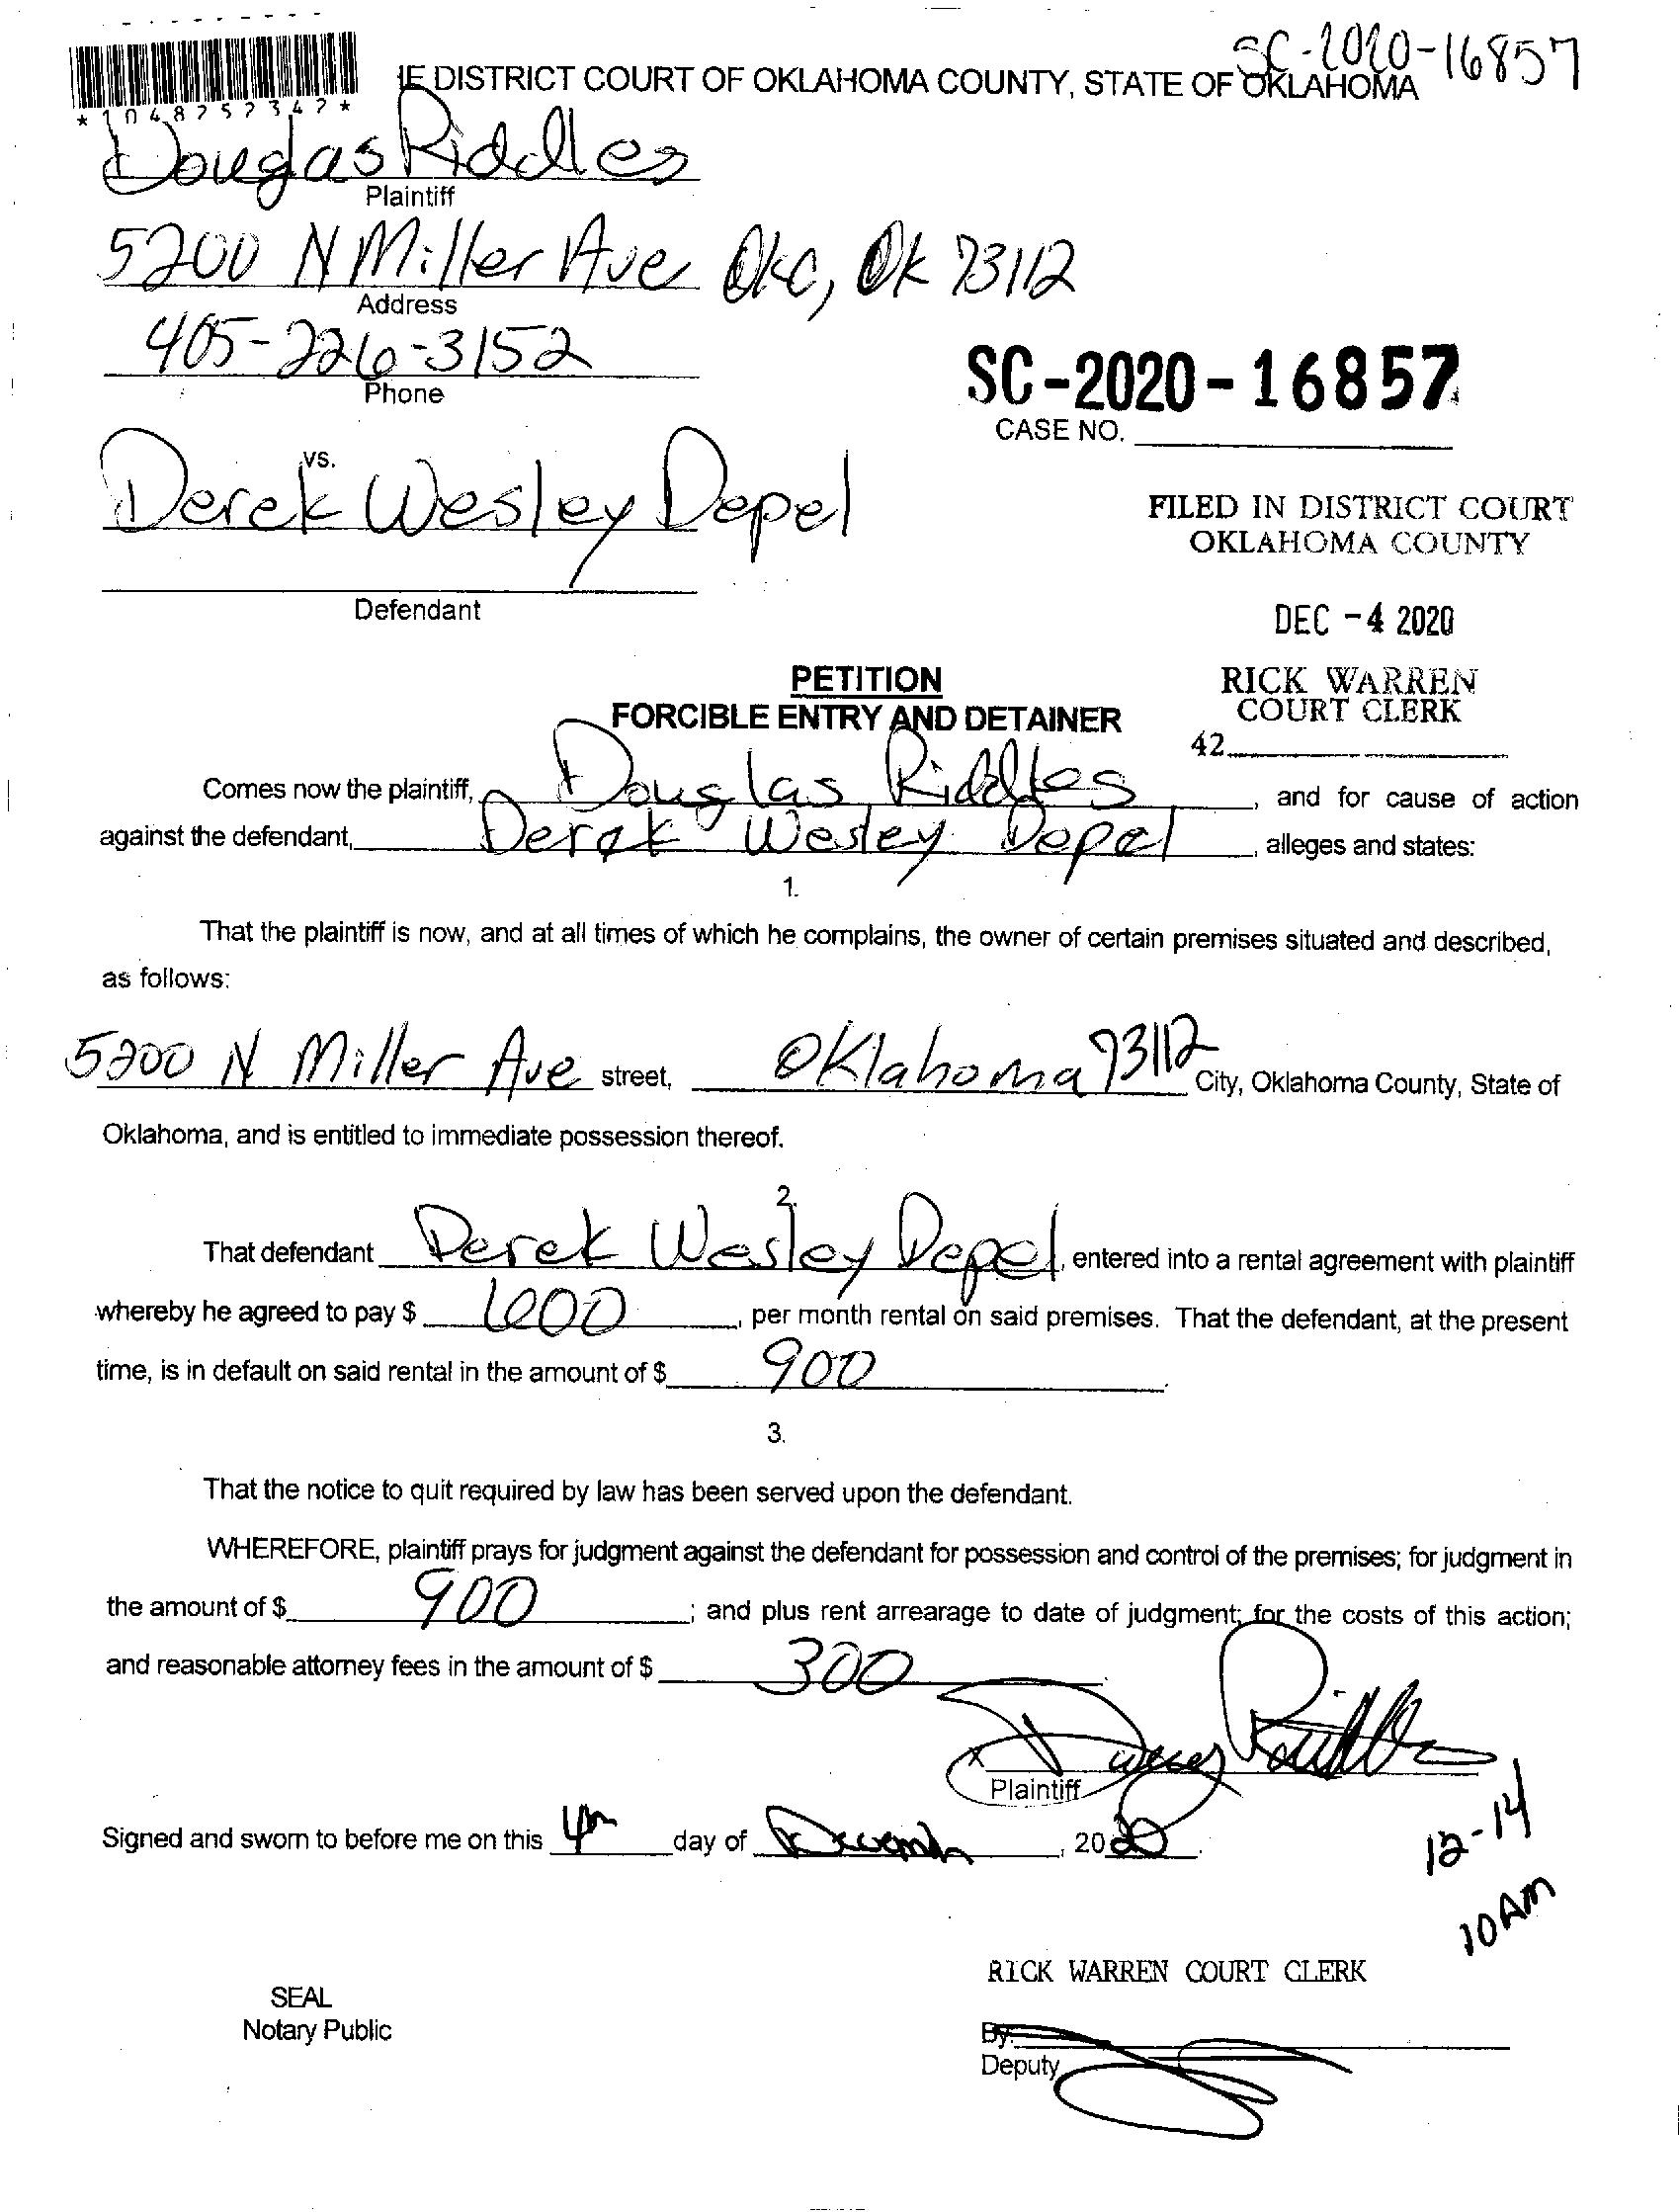 SC-2020-16857
IE DISTRICT COURT OF OKLAHOMA COUNTY, STATE OF OKLAHOMA
*1048252342*
Douglas Riddles
Plaintiff
5200 N Miller Ave Okc, Ok 73112
Address
405-226-3152
Phone
SC-2020-16857
CASE NO.
vs.
Derek Wesley Depel
Defendant
FILED IN DISTRICT COURT
OKLAHOMA COUNTY
DEC -4 2020
RICK WARREN
COURT CLERK
42
PETITION
FORCIBLE ENTRY AND DETAINER
Comes now the plaintiff, Douglas Riddles, and for cause of action
against the defendant, Derek Wesley Depel, alleges and states:
1.
That the plaintiff is now, and at all times of which he complains, the owner of certain premises situated and described,
as follows:
5200 N Miller Ave street, Oklahoma 73112 City, Oklahoma County, State of
Oklahoma, and is entitled to immediate possession thereof.
2.
That defendant Derek Wesley Depel, entered into a rental agreement with plaintiff
whereby he agreed to pay $ 600, per month rental on said premises. That the defendant, at the present
time, is in default on said rental in the amount of $ 900.
3.
That the notice to quit required by law has been served upon the defendant.
WHEREFORE, plaintiff prays for judgment against the defendant for possession and control of the premises; for judgment in
the amount of $ 900; and plus rent arrearage to date of judgment; for the costs of this action;
and reasonable attorney fees in the amount of $ 300
x Douglas Riddles
Plaintiff
Signed and sworn to before me on this 4th day of December, 2020.
12-14
10AM
RICK WARREN COURT CLERK
SEAL
Notary Public
By:
Deputy